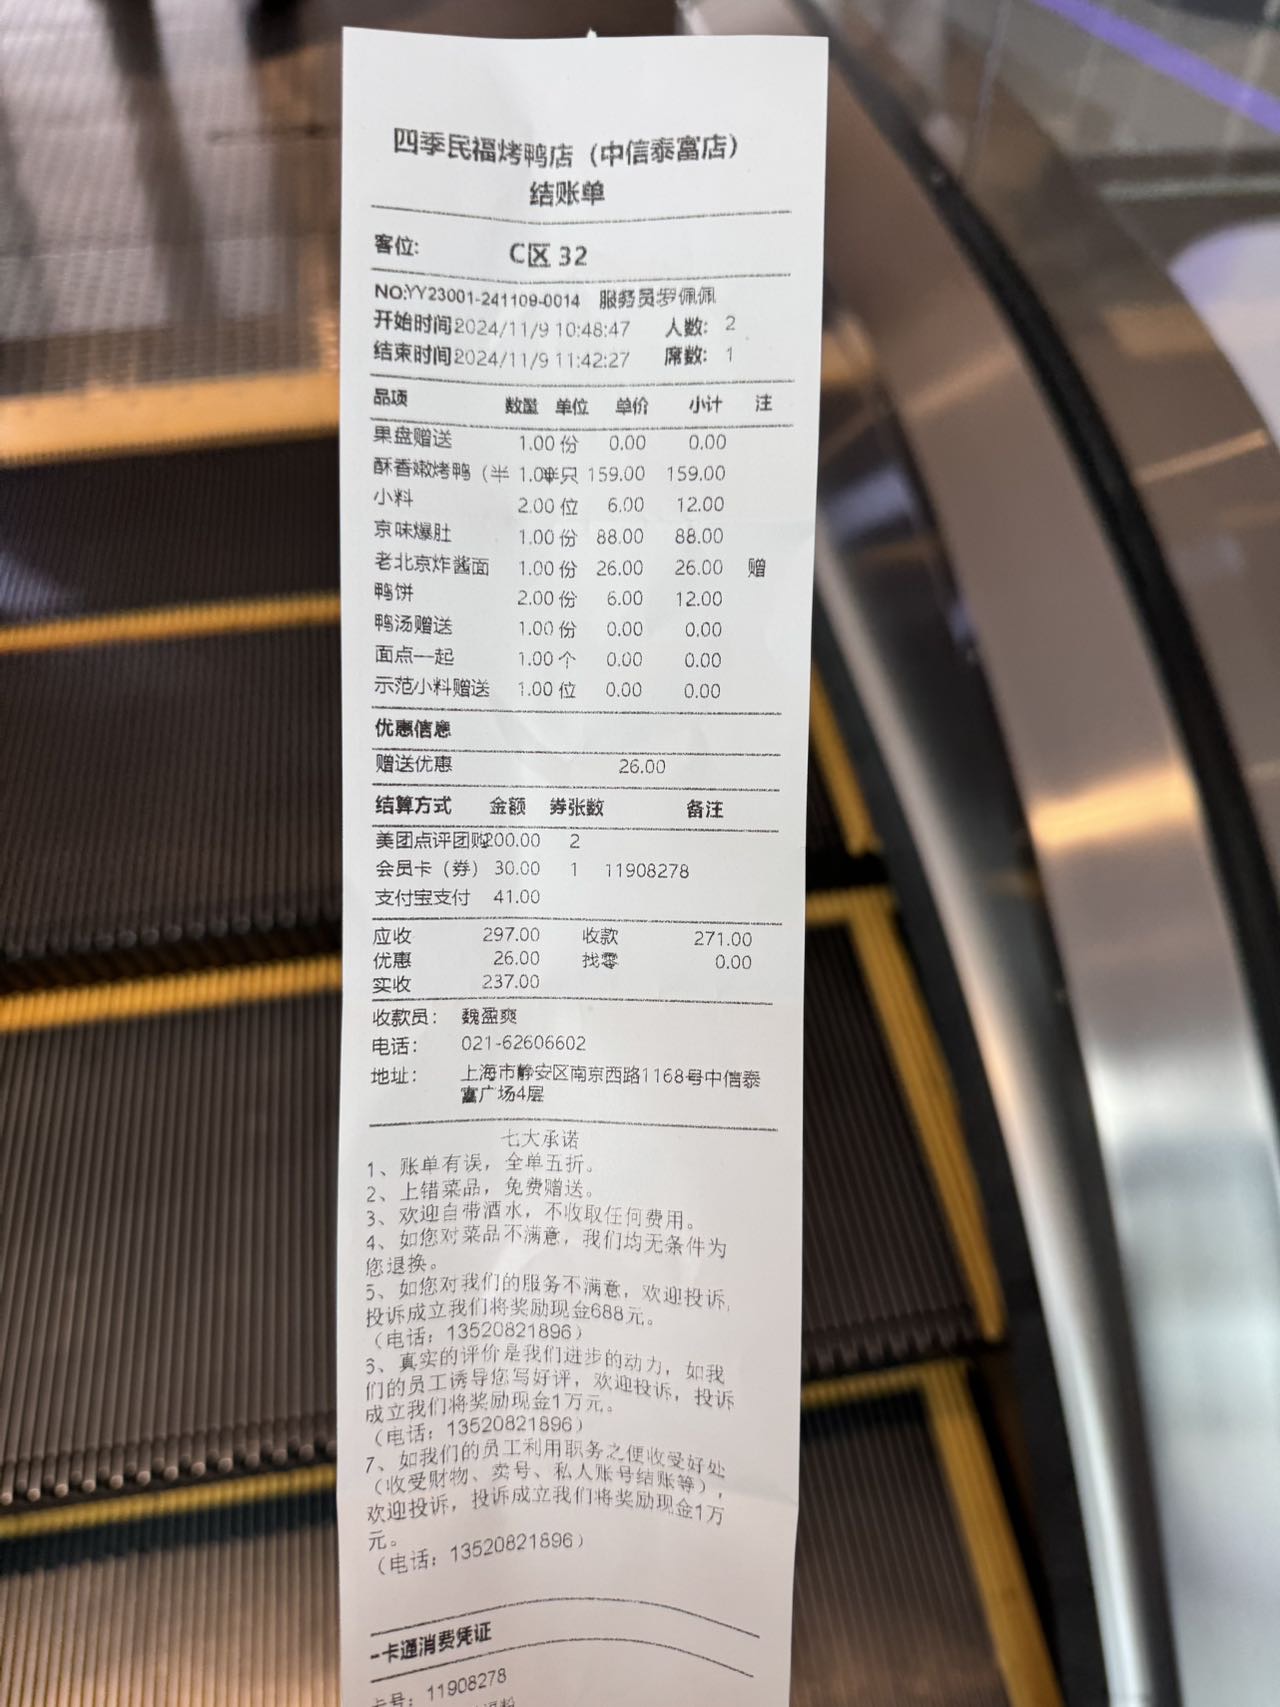 四季民福烤鸭店（中信泰富店）
结账单
客位: C区 32
NO:YY23001-241109-0014 服务员罗佩佩
开始时间2024/11/9 10:48:47 人数: 2
结束时间2024/11/9 11:42:27 席数: 1
品项 数量 单位 单价 小计 注
果盘赠送 1.00 份 0.00 0.00
酥香嫩烤鸭（半 1.0半只 159.00 159.00
小料 2.00 位 6.00 12.00
京味爆肚 1.00 份 88.00 88.00
老北京炸酱面 1.00 份 26.00 26.00 赠
鸭饼 2.00 份 6.00 12.00
鸭汤赠送 1.00 份 0.00 0.00
面点一起 1.00 个 0.00 0.00
示范小料赠送 1.00 位 0.00 0.00
优惠信息
赠送优惠 26.00
结算方式 金额 券张数 备注
美团点评团购200.00 2
会员卡（券） 30.00 1 11908278
支付宝支付 41.00
应收 297.00 收款 271.00
优惠 26.00 找零 0.00
实收 237.00
收款员: 魏盈爽
电话: 021-62606602
地址: 上海市静安区南京西路1168号中信泰
富广场4层
七大承诺
1、账单有误，全单五折。
2、上错菜品，免费赠送。
3、欢迎自带酒水，不收取任何费用。
4、如您对菜品不满意，我们均无条件为
您退换。
5、如您对我们的服务不满意，欢迎投诉，
投诉成立我们将奖励现金688元。
（电话：13520821896）
6、真实的评价是我们进步的动力，如我
们的员工诱导您写好评，欢迎投诉，投诉
成立我们将奖励现金1万元。
（电话：13520821896）
7、如我们的员工利用职务之便收受好处
（收受财物、卖号、私人账号结账等），
欢迎投诉，投诉成立我们将奖励现金1万
元。
（电话：13520821896）
一卡通消费凭证
卡号: 11908278